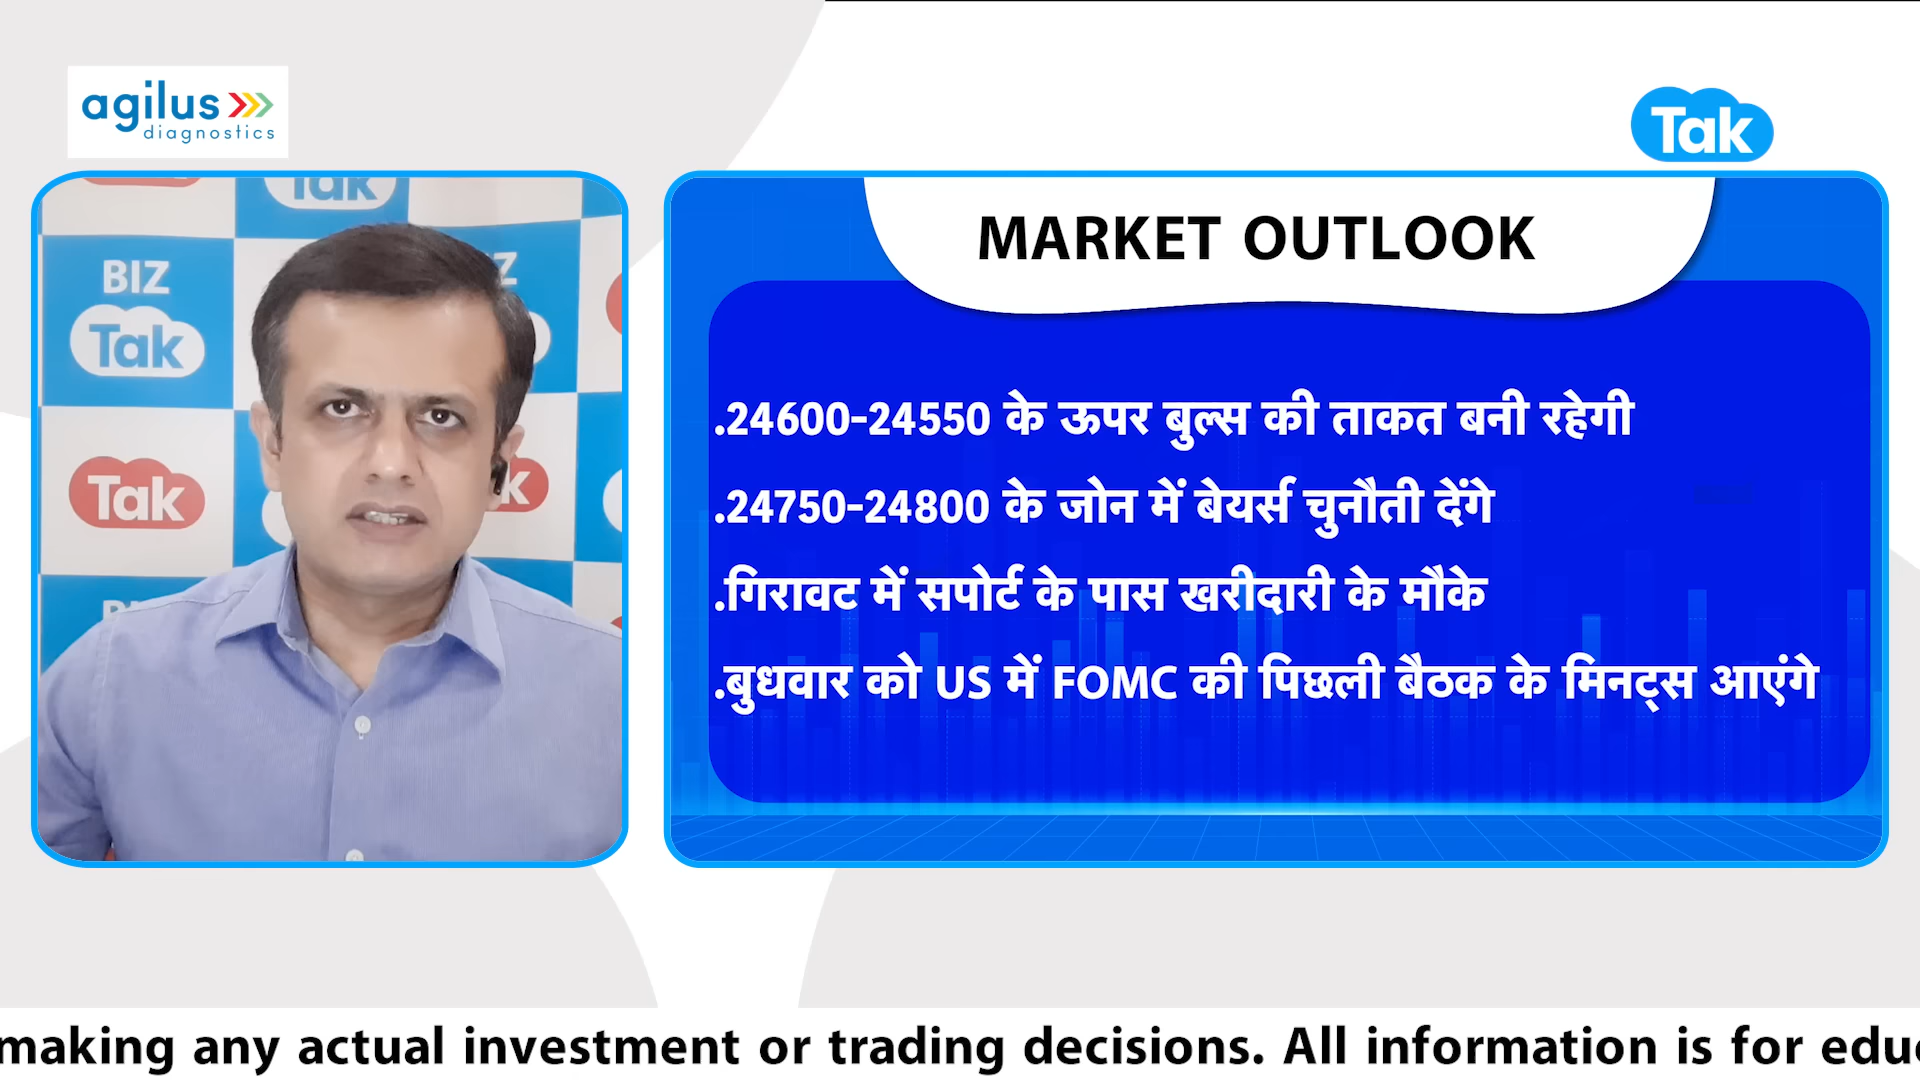 agilus
diagnostics
Tak
Tak
BIZ
Tak
Tak
MARKET OUTLOOK
.24600-24550 के ऊपर बुल्स की ताकत बनी रहेगी
.24750-24800 के जोन में बेयर्स चुनौती देंगे
.गिरावट में सपोर्ट के पास खरीदारी के मौके
.बुधवार को US में FOMC की पिछली बैठक के मिनट्स आएंगे
making any actual investment or trading decisions. All information is for educ